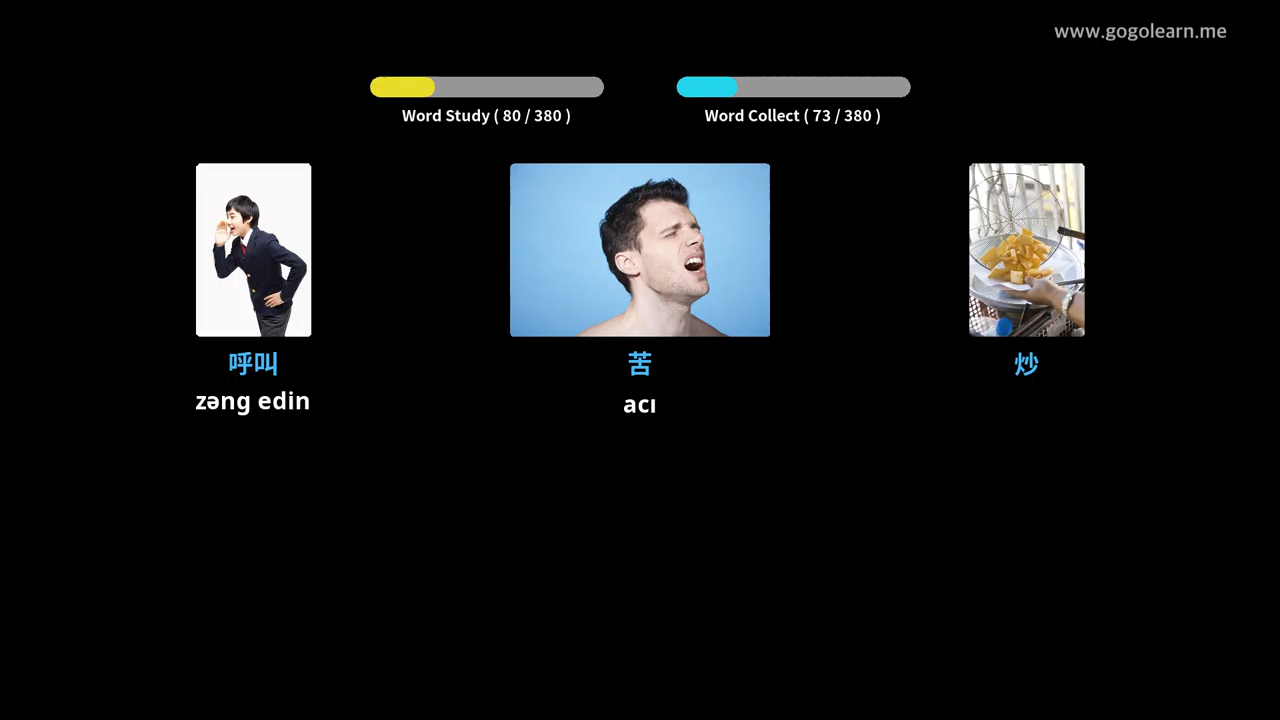 www.gogolearn.me
Word Study ( 80 / 380 )
Word Collect ( 73 / 380 )
呼叫
苦
炒
zəng edin
acı